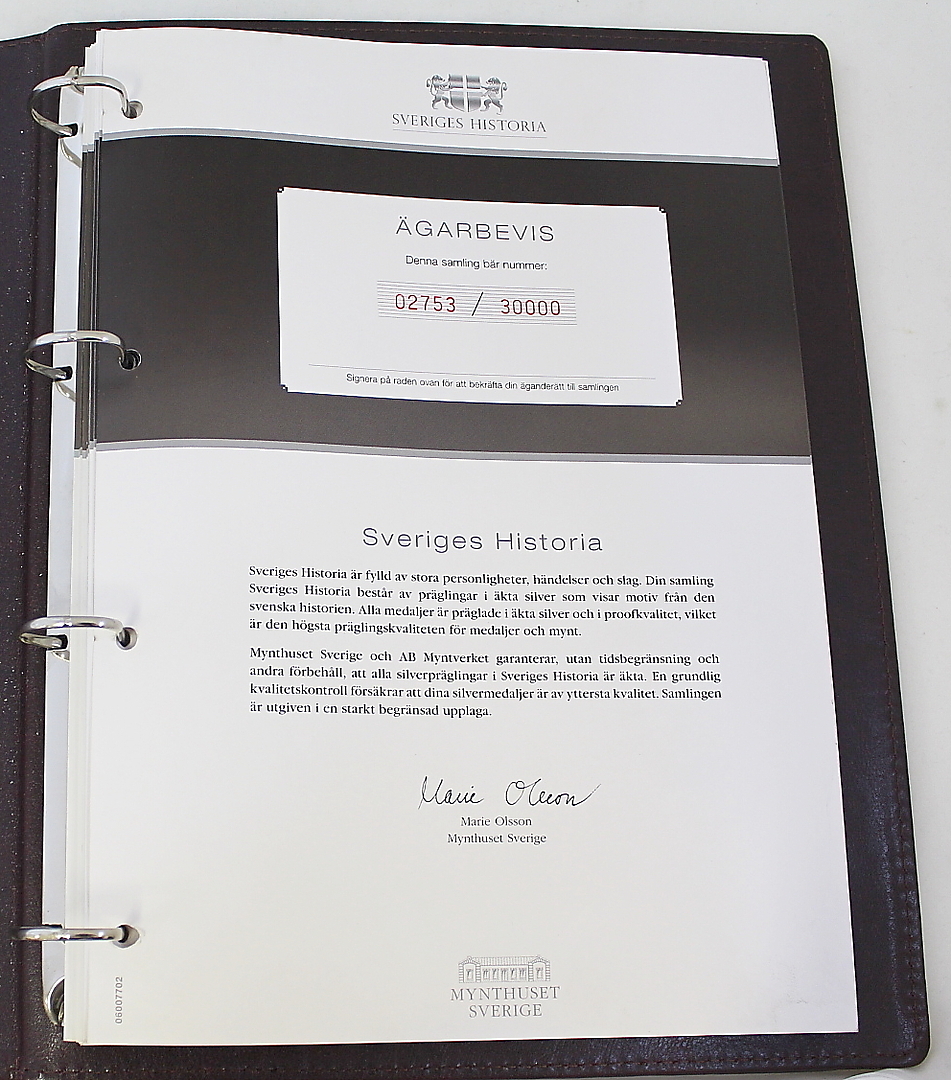 SVERIGES HISTORIA
ÄGARBEVIS
Denna samling bär nummer:
02753 / 30000
Signera på raden ovan för att bekräfta din äganderätt till samlingen
Sveriges Historia
Sveriges Historia är fylld av stora personligheter, händelser och slag. Din samling
Sveriges Historia består av präglingar i äkta silver som visar motiv från den
svenska historien. Alla medaljer är präglade i äkta silver och i proofkvalitet, vilket
är den högsta präglingskvaliteten för medaljer och mynt.
Mynthuset Sverige och AB Myntverket garanterar, utan tidsbegränsning och
andra förbehåll, att alla silverpräglingar i Sveriges Historia är äkta. En grundlig
kvalitetskontroll försäkrar att dina silvermedaljer är av yttersta kvalitet. Samlingen
är utgiven i en starkt begränsad upplaga.
Marie Olsson
Marie Olsson
Mynthuset Sverige
MYNTHUSET
SVERIGE
06007702